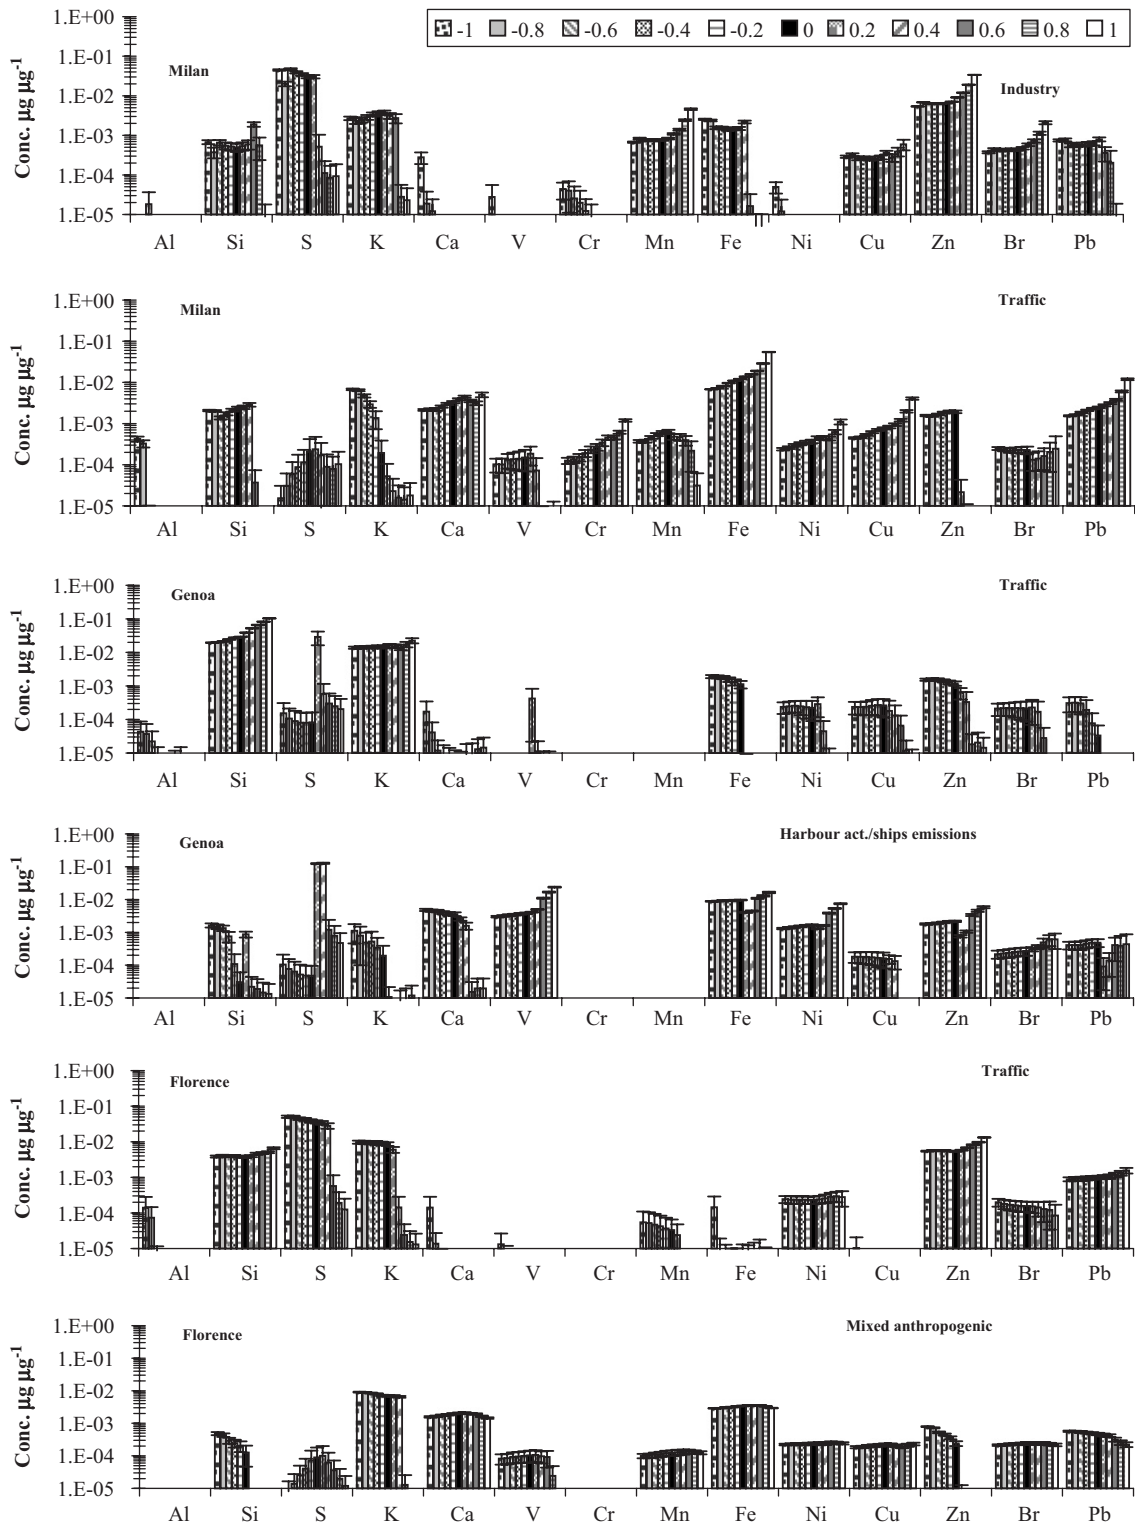 -1 -0.8 -0.6 -0.4 -0.2 0 0.2 0.4 0.6 0.8 1
Conc. µg µg-1
1.E+00
1.E-01
1.E-02
1.E-03
1.E-04
1.E-05
Milan
Industry
Al Si S K Ca V Cr Mn Fe Ni Cu Zn Br Pb
Conc. µg µg-1
1.E+00
1.E-01
1.E-02
1.E-03
1.E-04
1.E-05
Milan
Traffic
Al Si S K Ca V Cr Mn Fe Ni Cu Zn Br Pb
Conc. µg µg-1
1.E+00
1.E-01
1.E-02
1.E-03
1.E-04
1.E-05
Genoa
Traffic
Al Si S K Ca V Cr Mn Fe Ni Cu Zn Br Pb
Conc. µg µg-1
1.E+00
1.E-01
1.E-02
1.E-03
1.E-04
1.E-05
Genoa
Harbour act./ships emissions
Al Si S K Ca V Cr Mn Fe Ni Cu Zn Br Pb
Conc. µg µg-1
1.E+00
1.E-01
1.E-02
1.E-03
1.E-04
1.E-05
Florence
Traffic
Al Si S K Ca V Cr Mn Fe Ni Cu Zn Br Pb
Conc. µg µg-1
1.E+00
1.E-01
1.E-02
1.E-03
1.E-04
1.E-05
Florence
Mixed anthropogenic
Al Si S K Ca V Cr Mn Fe Ni Cu Zn Br Pb